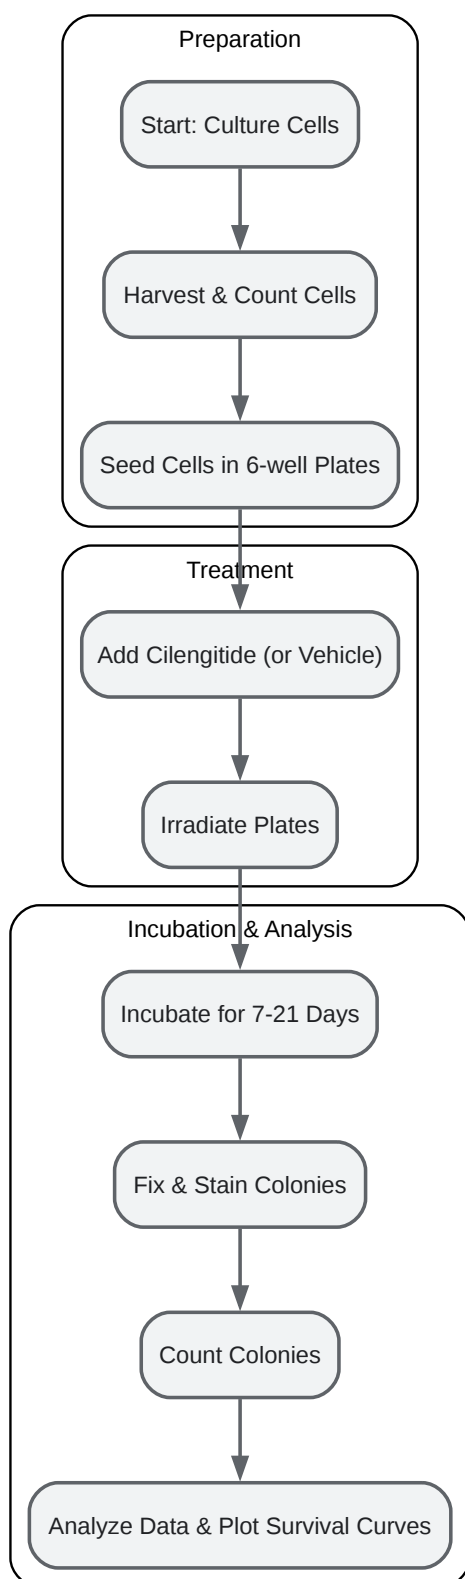 Preparation
Start: Culture Cells
Harvest & Count Cells
Seed Cells in 6-well Plates
Treatment
Add Cilengitide (or Vehicle)
Irradiate Plates
Incubation & Analysis
Incubate for 7-21 Days
Fix & Stain Colonies
Count Colonies
Analyze Data & Plot Survival Curves